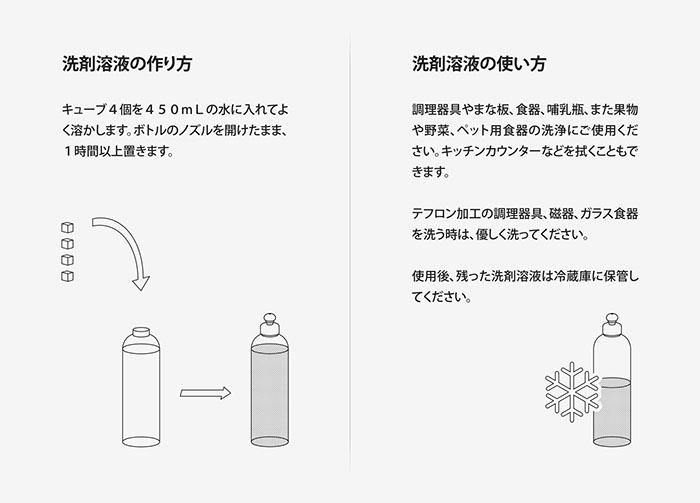 洗剤溶液の作り方
キューブ４個を４５０ｍＬの水に入れてよ
く溶かします。ボトルのノズルを開けたまま、
１時間以上置きます。
洗剤溶液の使い方
調理器具やまな板、食器、哺乳瓶、また果物
や野菜、ペット用食器の洗浄にご使用くだ
さい。キッチンカウンターなどを拭くこともで
きます。
テフロン加工の調理器具、磁器、ガラス食器
を洗う時は、優しく洗ってください。
使用後、残った洗剤溶液は冷蔵庫に保管し
てください。